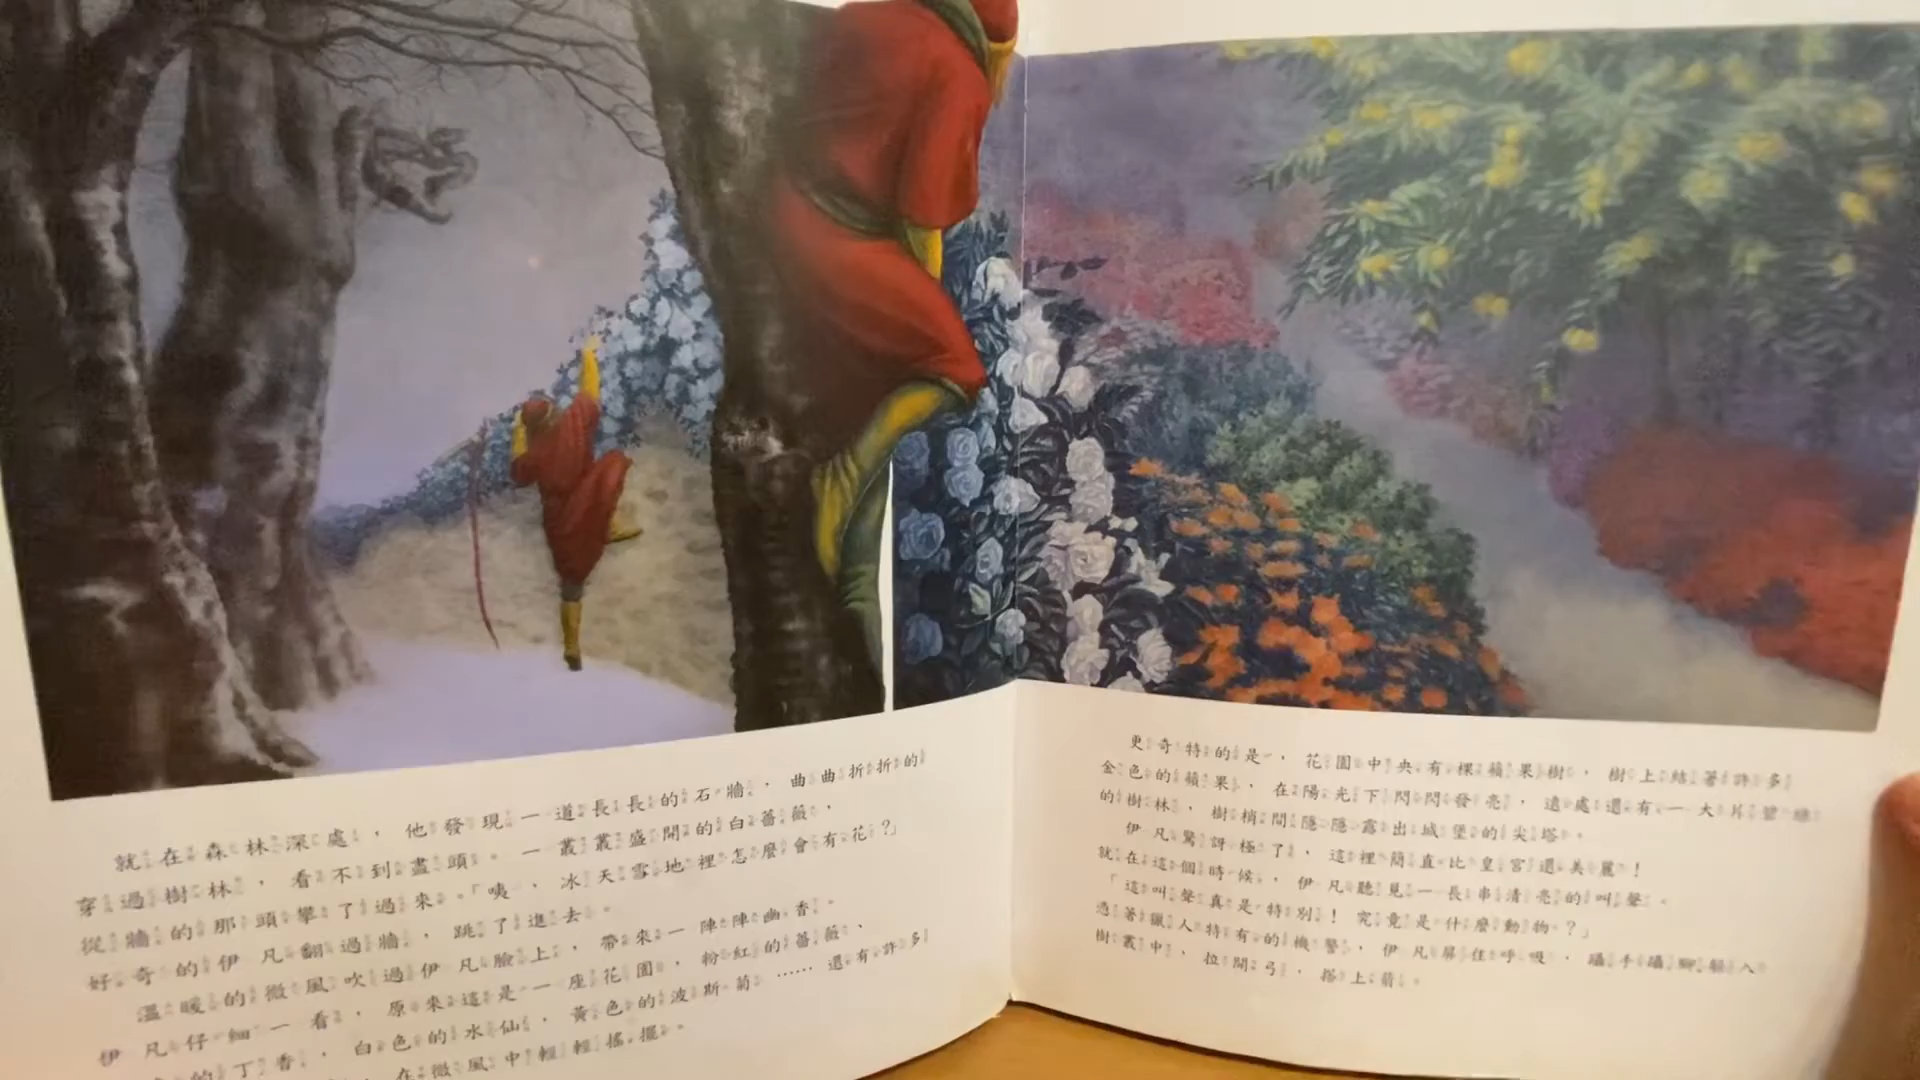 就在森林深處，他發現一道長長的石牆，曲曲折折的
穿過樹林，看不到盡頭。一叢叢盛開的白薔薇，
從牆的那頭攀了過來。「咦，冰天雪地裡怎麼會有花？」
好奇的伊凡翻過牆，跳了進去。
溫暖的微風吹過伊凡臉上，帶來一陣陣幽香。
伊凡仔細一看，原來這是一座花園，粉紅的薔薇、
的丁香，白色的水仙，黃色的波斯菊……還有許多
在微風中輕輕搖擺。
更奇特的是，花園中央有棵蘋果樹，樹上結著許多
金色的蘋果，在陽光下閃閃發亮，遠處還有一大片碧綠
的樹林，樹梢間隱隱露出城堡的尖塔。
伊凡驚訝極了，這裡簡直比皇宮還美麗！
就在這個時候，伊凡聽見一長串清亮的叫聲。
「這叫聲真是特別！究竟是什麼動物？」
憑著獵人特有的機警，伊凡屏住呼吸，躡手躡腳躲入
樹叢中，拉開弓，搭上箭。